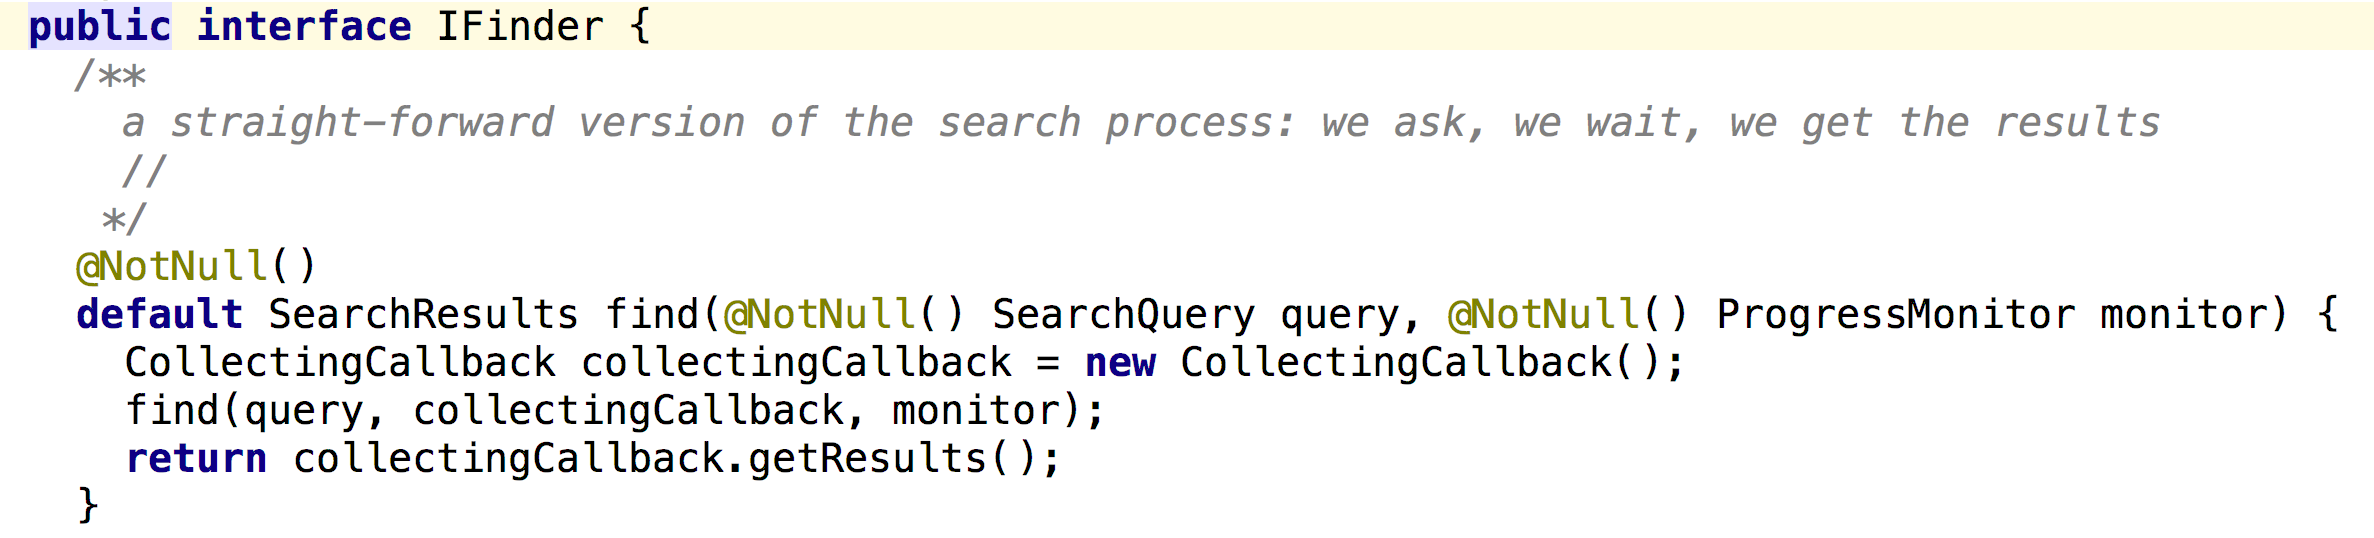 public interface IFinder {
/**
a straight-forward version of the search process: we ask, we wait, we get the results
//
*/
@NotNull()
default SearchResults find(@NotNull() SearchQuery query, @NotNull() ProgressMonitor monitor) {
CollectingCallback collectingCallback = new CollectingCallback();
find(query, collectingCallback, monitor);
return collectingCallback.getResults();
}